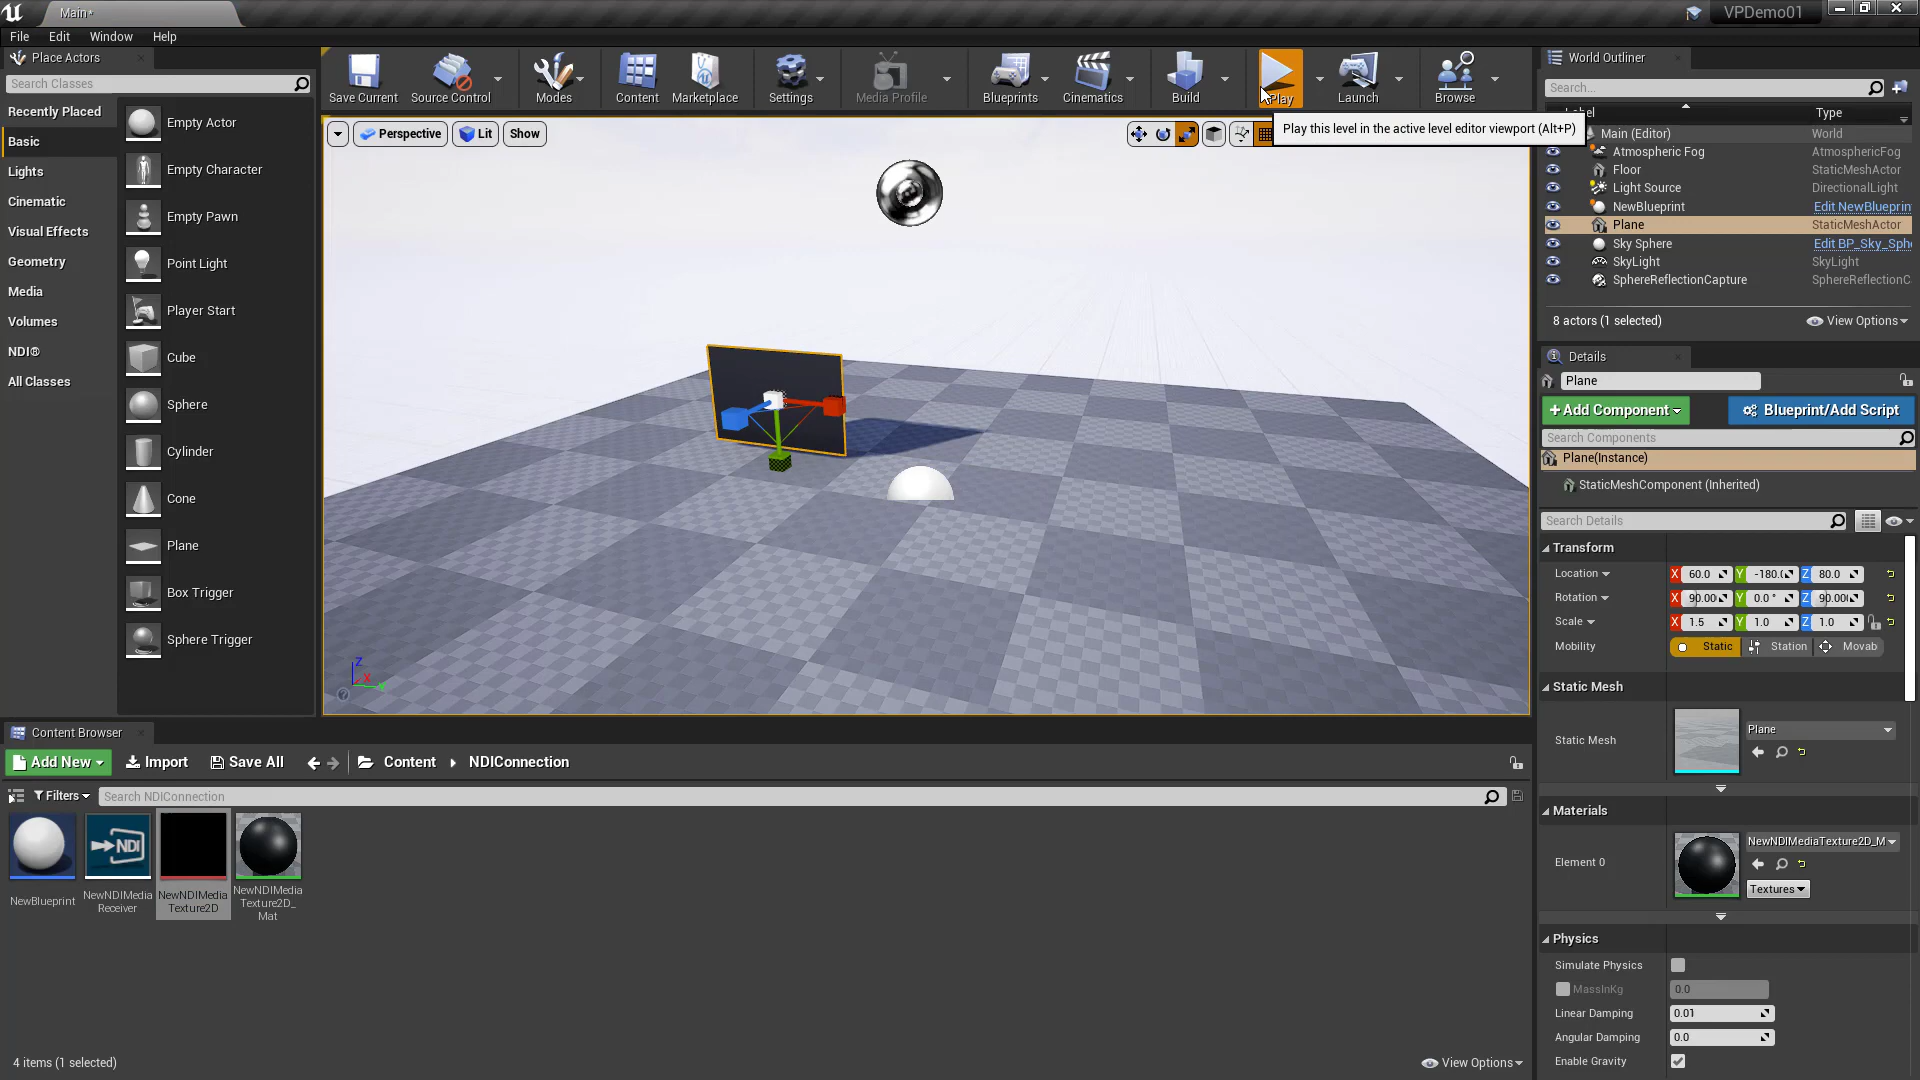 Main*
VPDemo01
File Edit Window Help
Place Actors
Search Classes
Recently Placed
Basic
Lights
Cinematic
Visual Effects
Geometry
Media
Volumes
NDI®
All Classes
Empty Actor
Empty Character
Empty Pawn
Point Light
Player Start
Cube
Sphere
Cylinder
Cone
Plane
Box Trigger
Sphere Trigger
Save Current
Source Control
Modes
Content
Marketplace
Settings
Media Profile
Blueprints
Cinematics
Build
Play
Launch
Browse
Perspective
Lit
Show
Play this level in the active level editor viewport (Alt+P)
Z
X
Y
World Outliner
Search...
Type
Main (Editor) World
Atmospheric Fog AtmosphericFog
Floor StaticMeshActor
Light Source DirectionalLight
NewBlueprint Edit NewBlueprin
Plane StaticMeshActor
Sky Sphere Edit BP_Sky_Sph
SkyLight SkyLight
SphereReflectionCapture SphereReflectionC
8 actors (1 selected)
View Options
Details
Plane
+Add Component
Blueprint/Add Script
Search Components
Plane(Instance)
StaticMeshComponent (Inherited)
Search Details
Transform
Location X 60.0 Y -180.( Z 80.0
Rotation X 90.00 Y 0.0 ° Z 90.00
Scale X 1.5 Y 1.0 Z 1.0
Mobility Static Station Movab
Static Mesh
Static Mesh
Plane
Materials
Element 0
NewNDIMediaTexture2D_M
Textures
Physics
Simulate Physics
MassInKg 0.0
Linear Damping 0.01
Angular Damping 0.0
Enable Gravity
Content Browser
Add New
Import
Save All
Content
NDIConnection
Filters
Search NDIConnection
NDI
NewBlueprint
NewNDIMedia
Receiver
NewNDIMedia
Texture2D
NewNDIMedia
Texture2D_
Mat
4 items (1 selected)
View Options